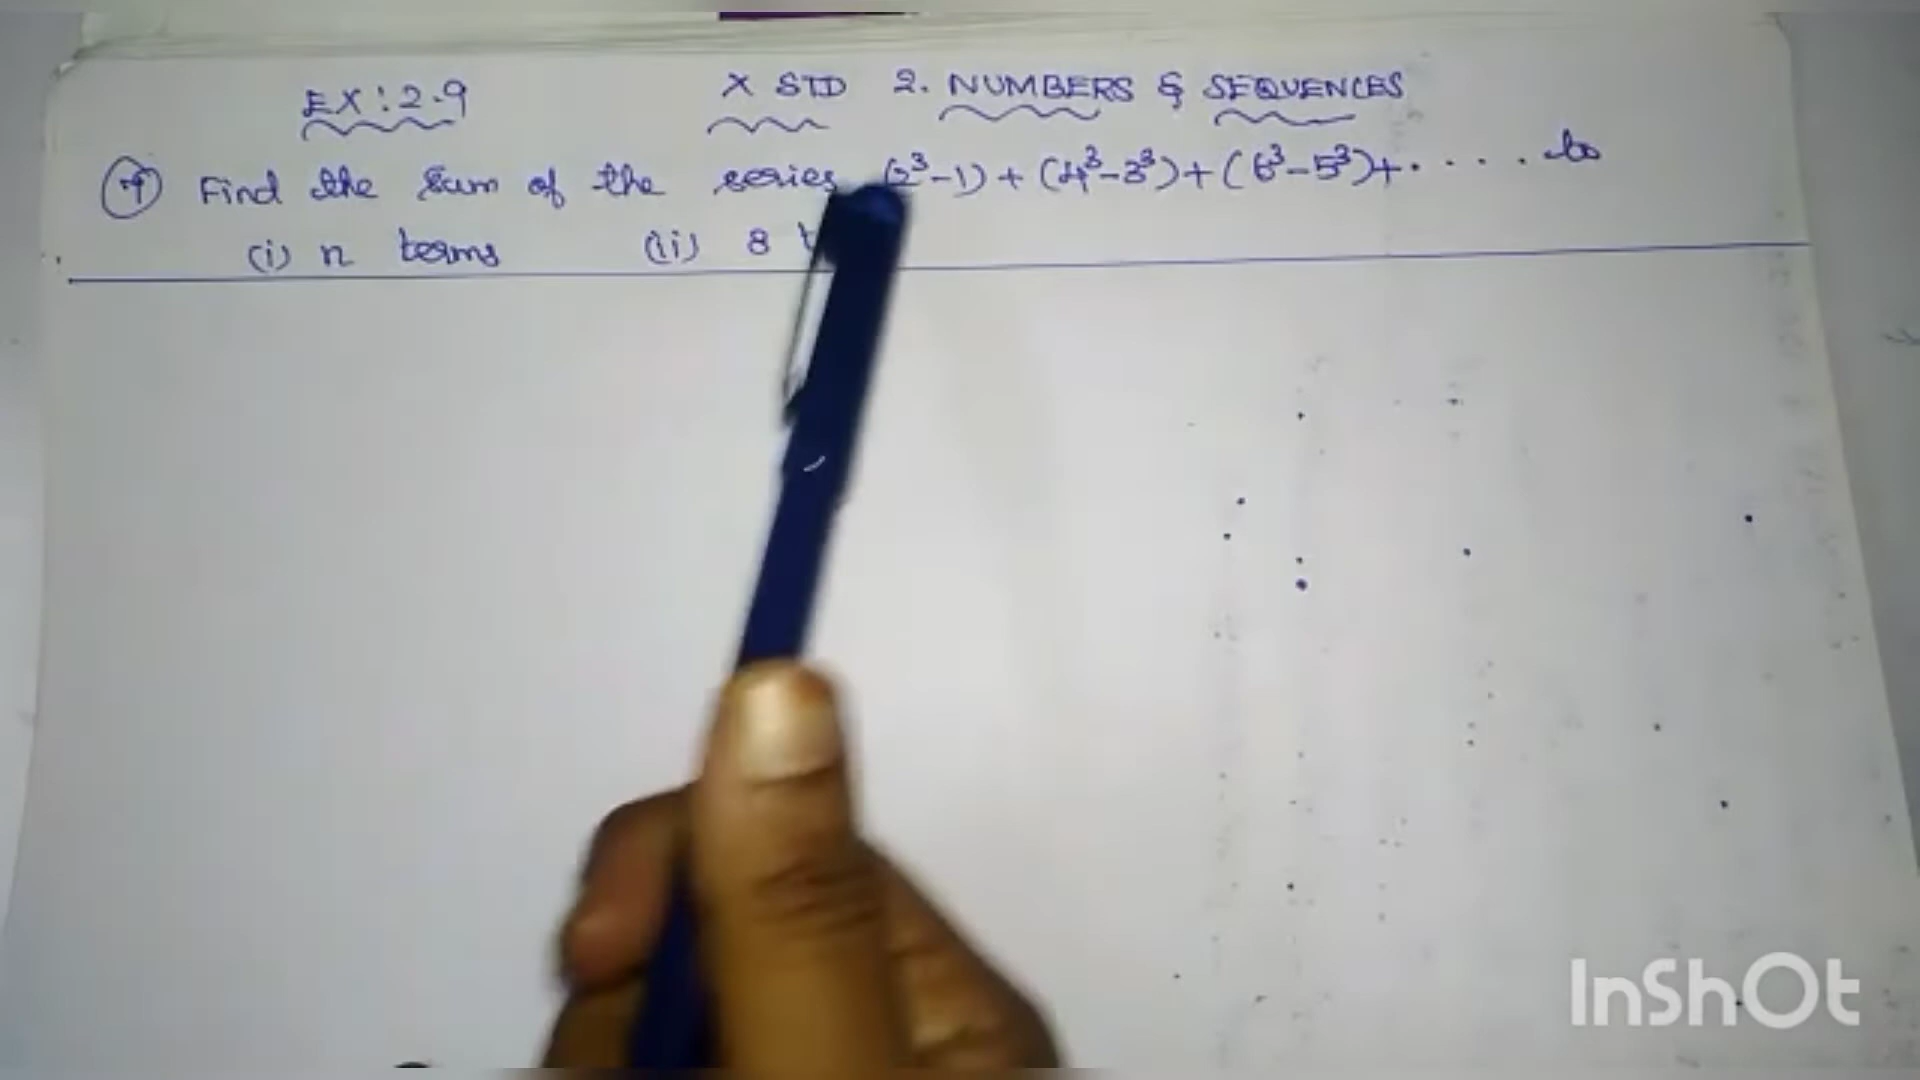 EX: 2.9 X STD 2. NUMBERS & SEQUENCES
7 Find the Sum of the series (2³-1) + (4³-3³) + (6³-5³) + ..... to
(i) n terms (ii) 8
InShOt